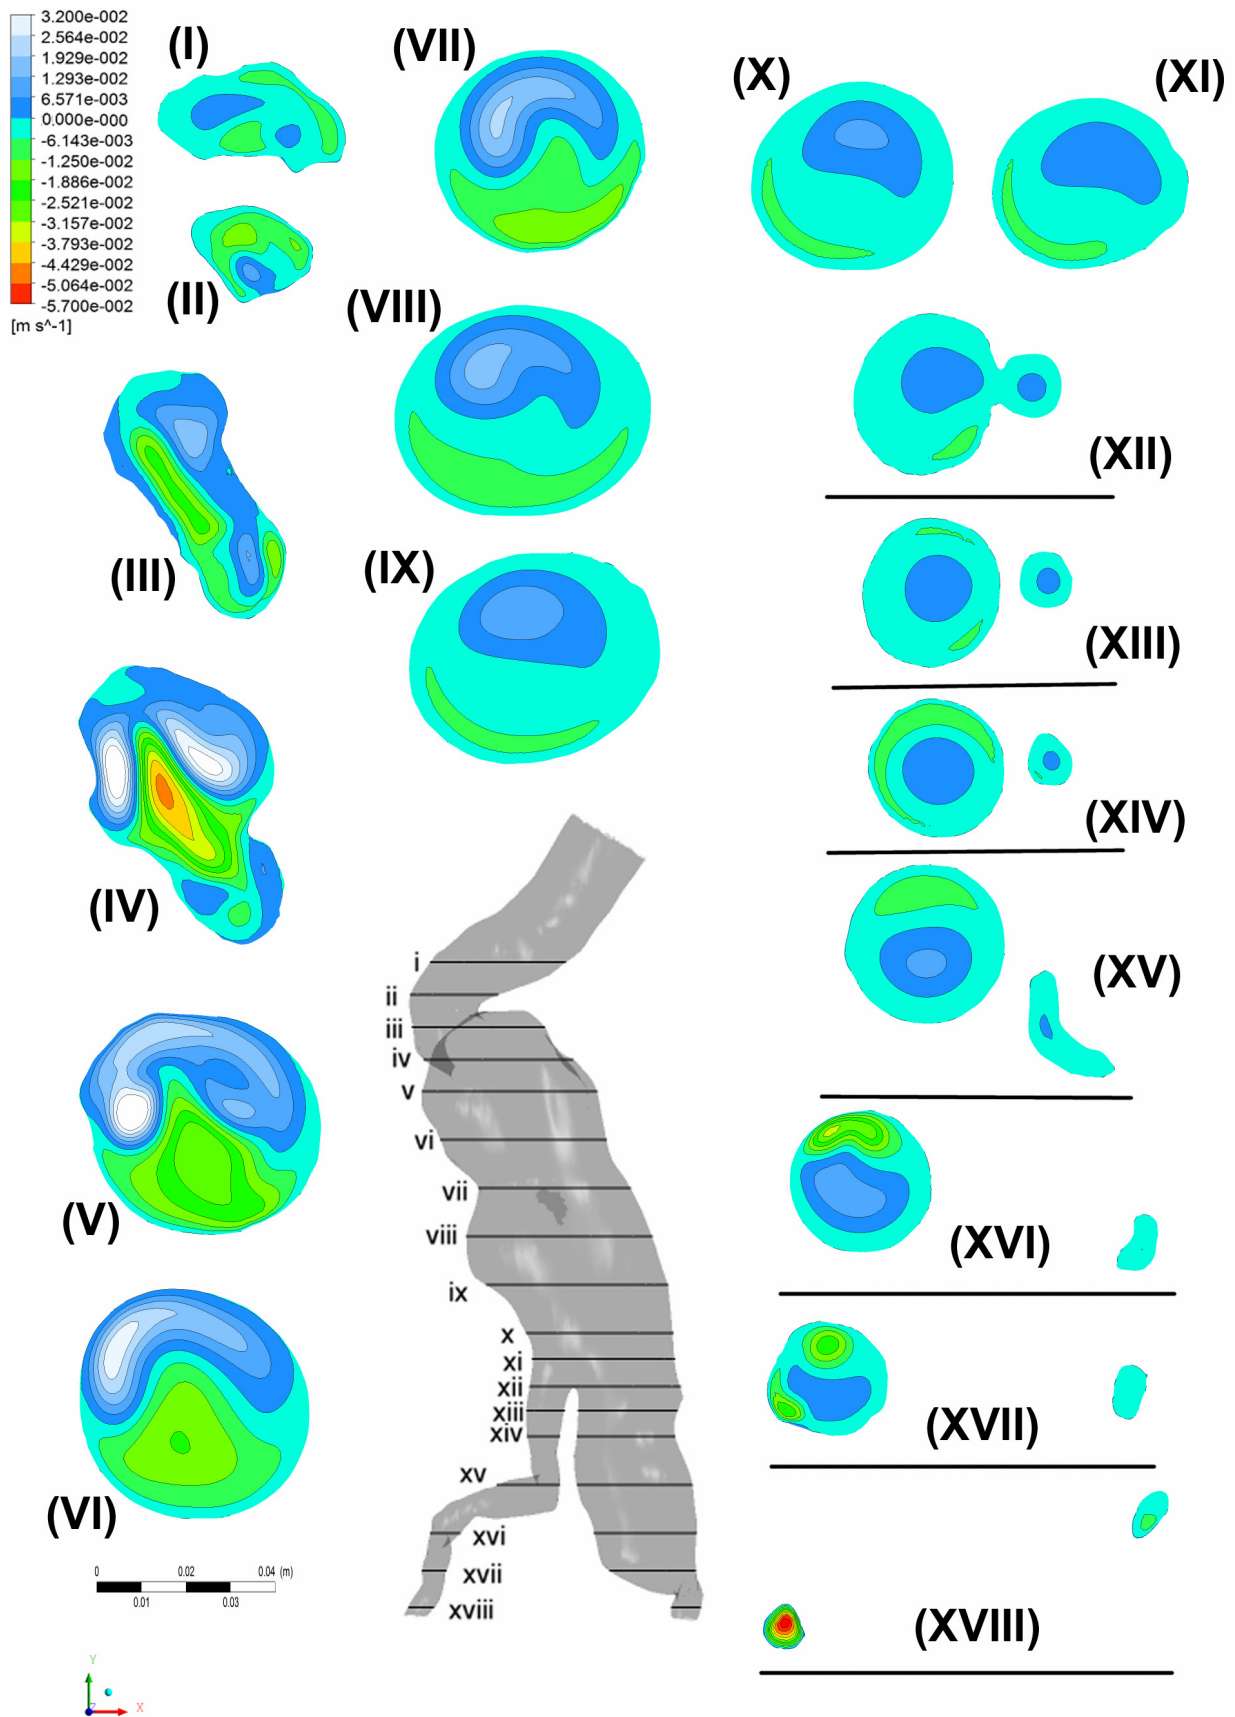 3.200e-002
2.564e-002
1.929e-002
1.293e-002
6.571e-003
0.000e+000
-6.143e-003
-1.250e-002
-1.886e-002
-2.521e-002
-3.157e-002
-3.793e-002
-4.429e-002
-5.064e-002
-5.700e-002
[m s^-1]
(I)
(II)
(III)
(IV)
(V)
(VI)
(VII)
(VIII)
(IX)
(X)
(XI)
(XII)
(XIII)
(XIV)
(XV)
(XVI)
(XVII)
(XVIII)
i
ii
iii
iv
v
vi
vii
viii
ix
x
xi
xii
xiii
xiv
xv
xvi
xvii
xviii
0 0.02 0.04 (m)
0.01 0.03
Y
Z X